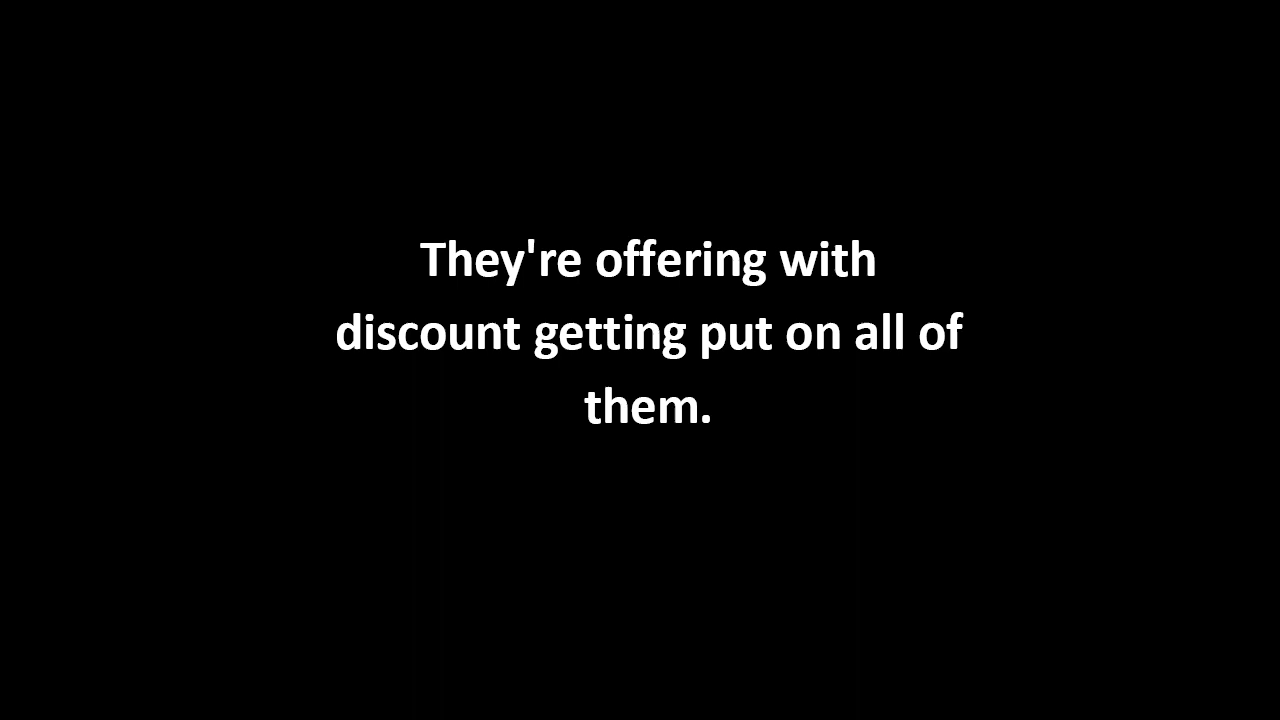 They're offering with
discount getting put on all of
them.